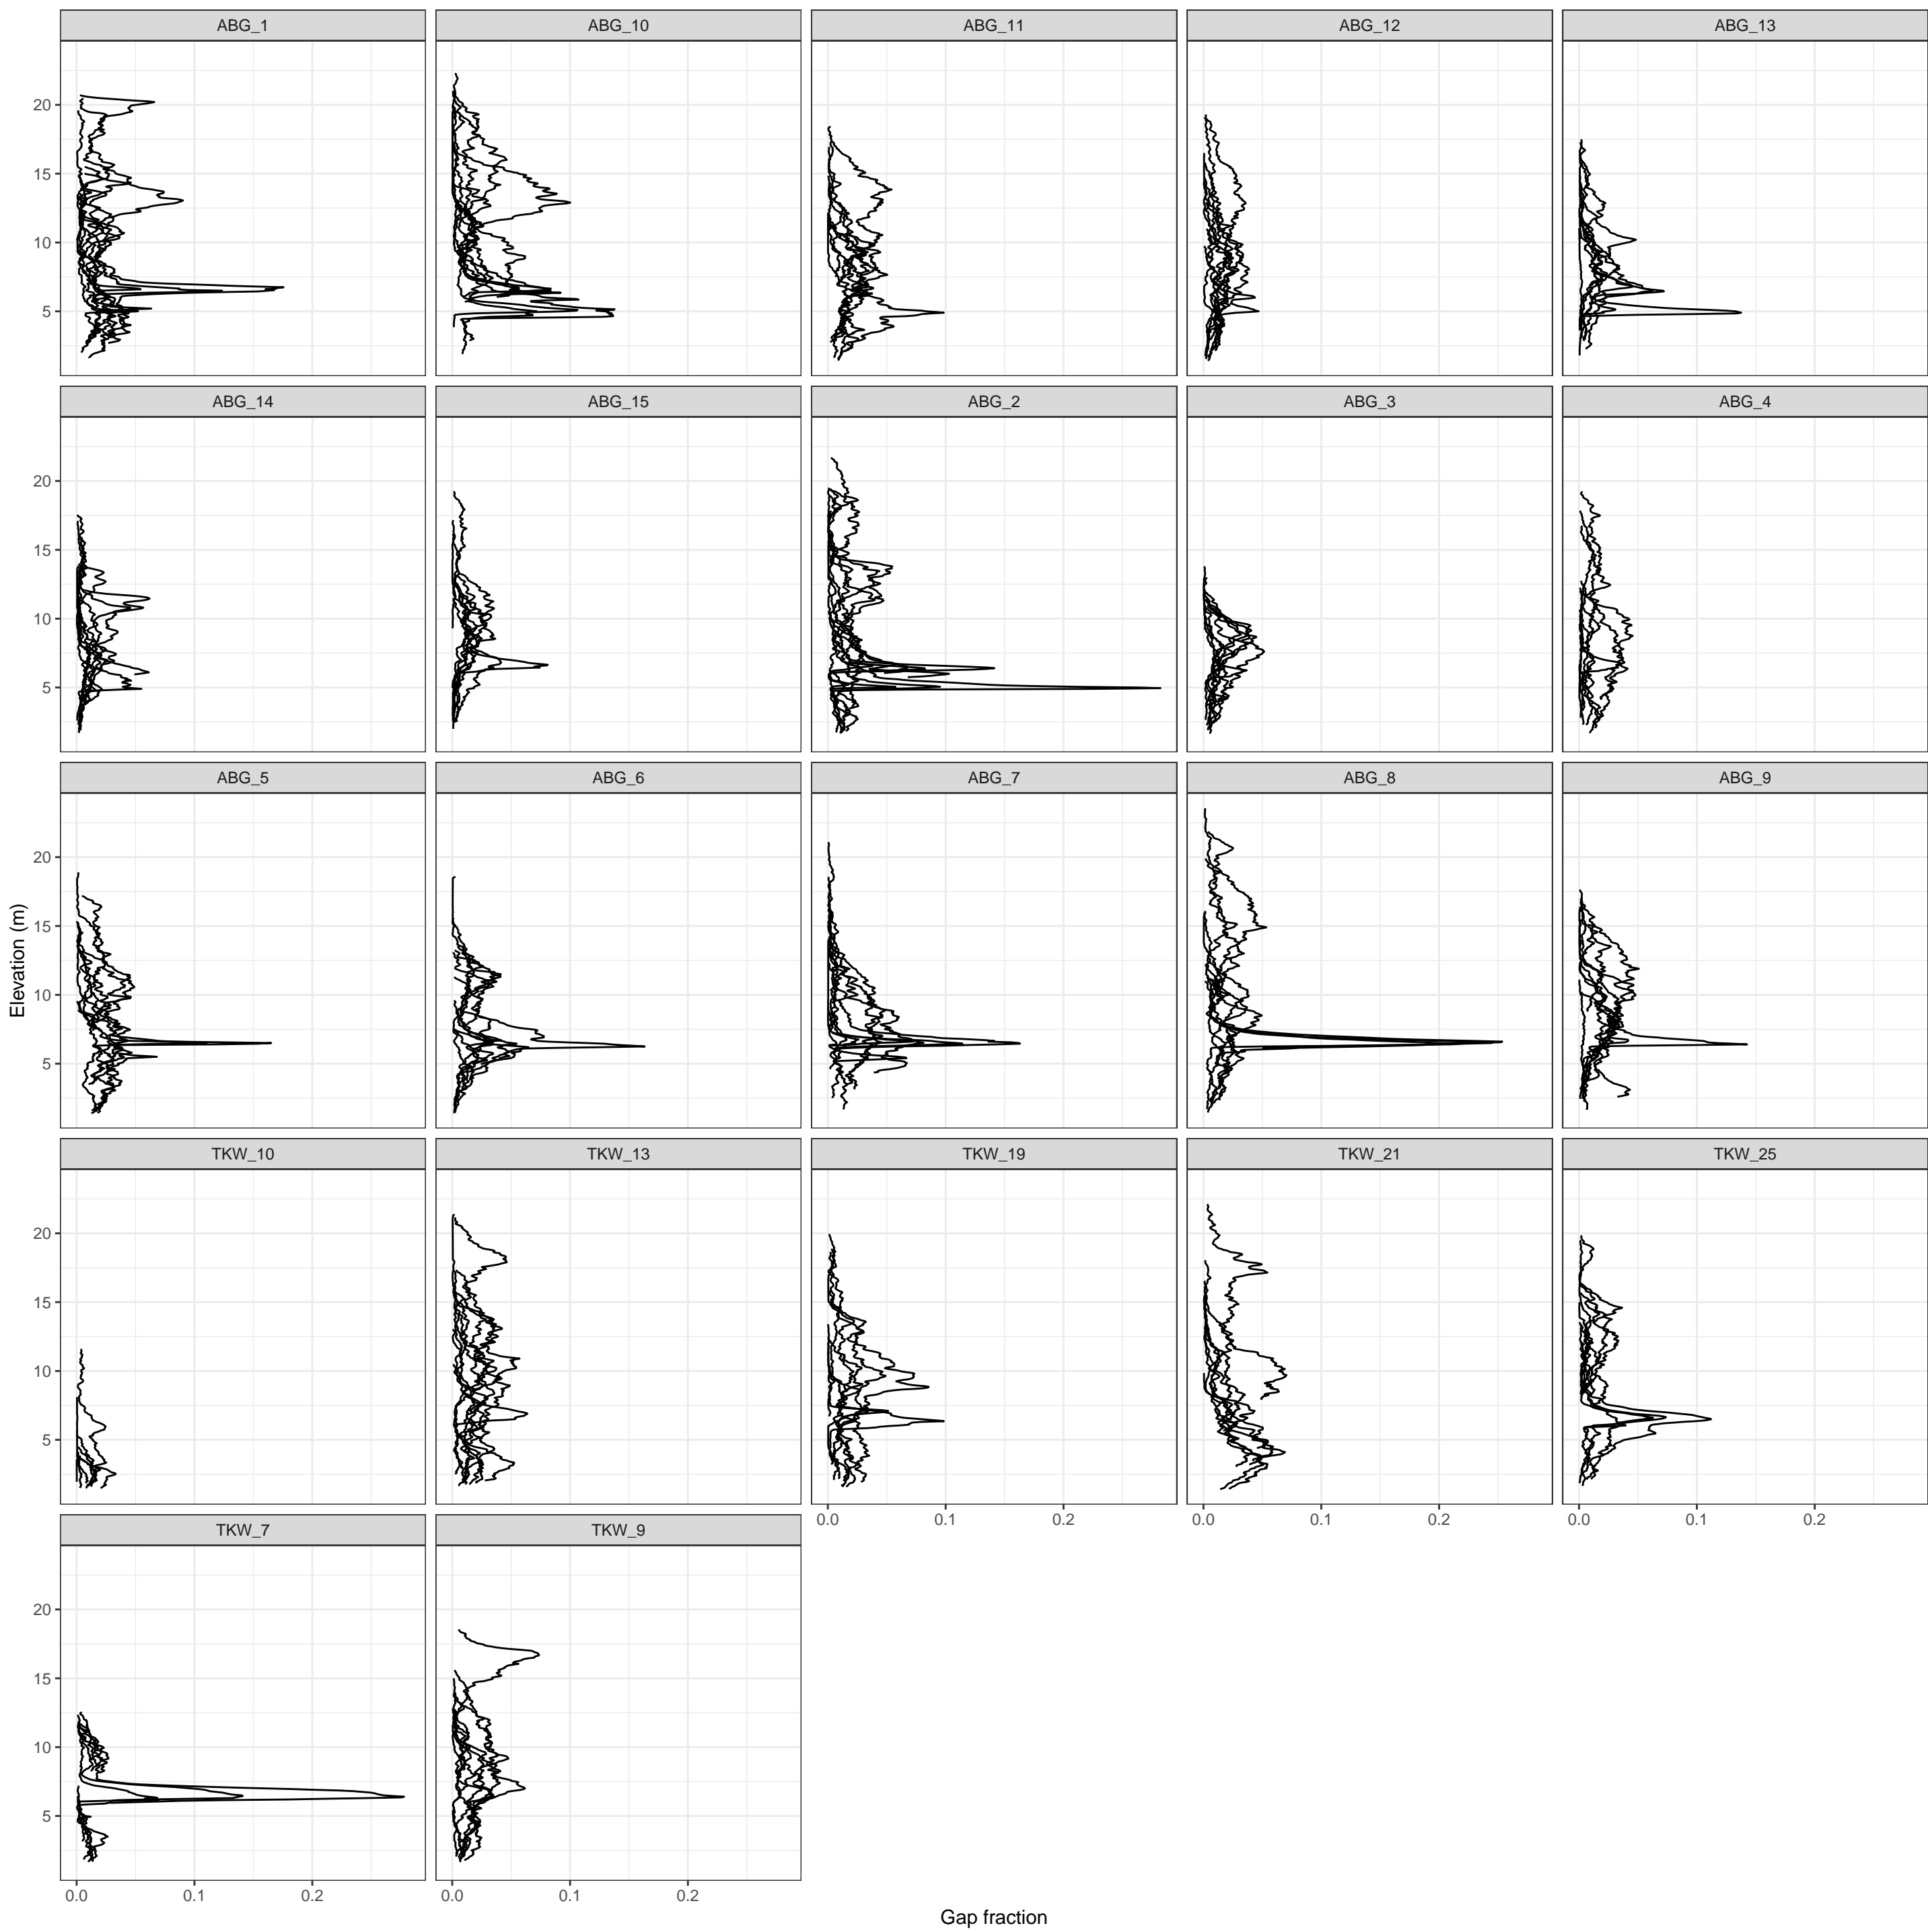 ABG_1 ABG_10 ABG_11 ABG_12 ABG_13
20
15
10
5
ABG_14 ABG_15 ABG_2 ABG_3 ABG_4
20
15
10
5
ABG_5 ABG_6 ABG_7 ABG_8 ABG_9
20
15
10
5
Elevation (m)
TKW_10 TKW_13 TKW_19 TKW_21 TKW_25
20
15
10
5
0.0 0.1 0.2 0.0 0.1 0.2 0.0 0.1 0.2
TKW_7 TKW_9
20
15
10
5
0.0 0.1 0.2 0.0 0.1 0.2
Gap fraction